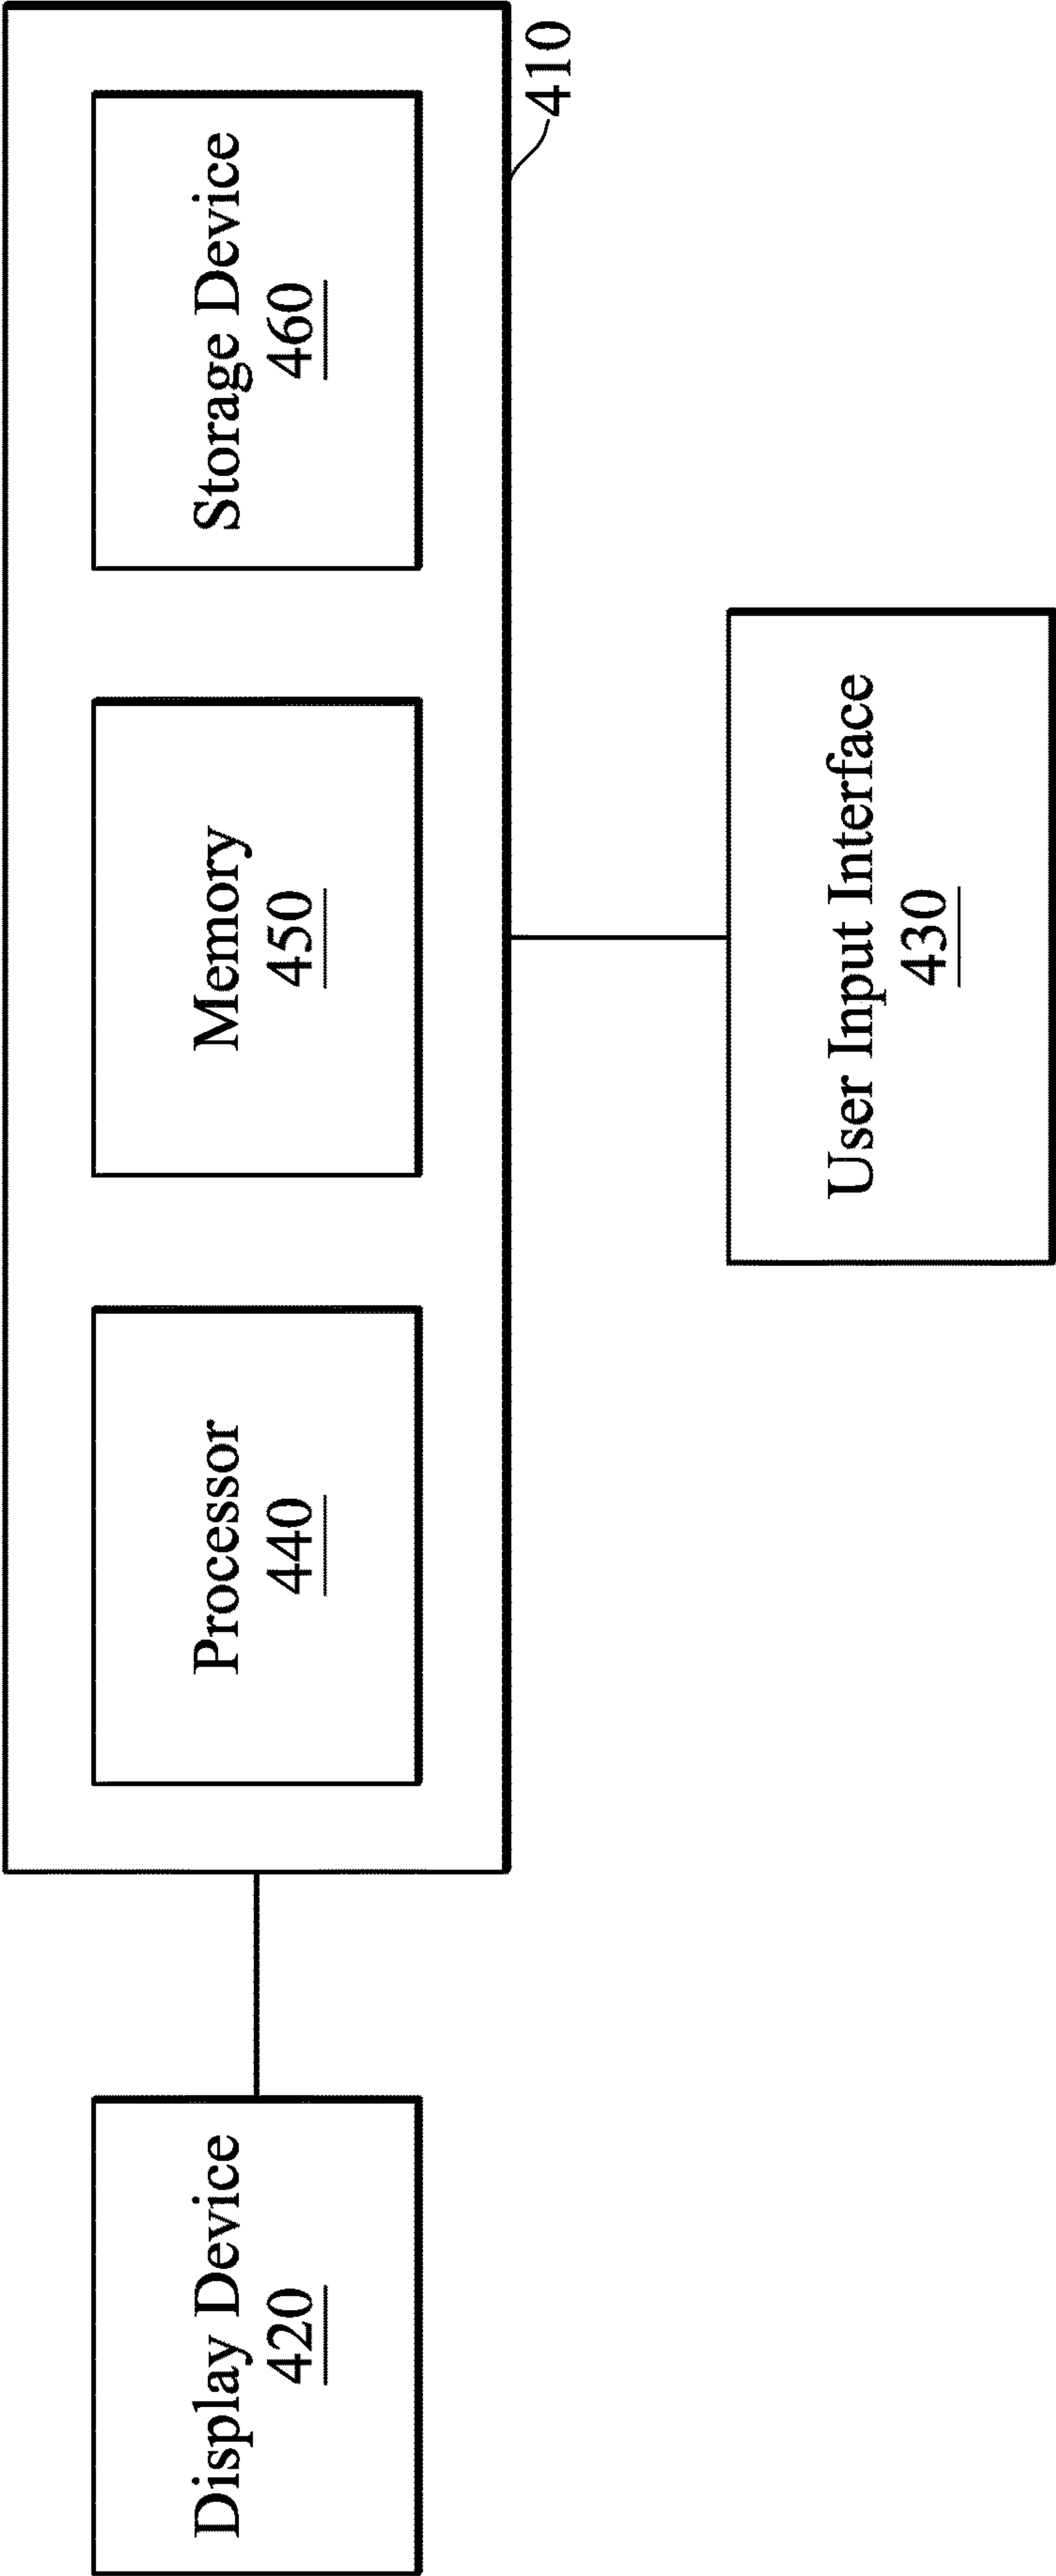 Display Device
420
Processor
440
Memory
450
Storage Device
460
410
User Input Interface
430